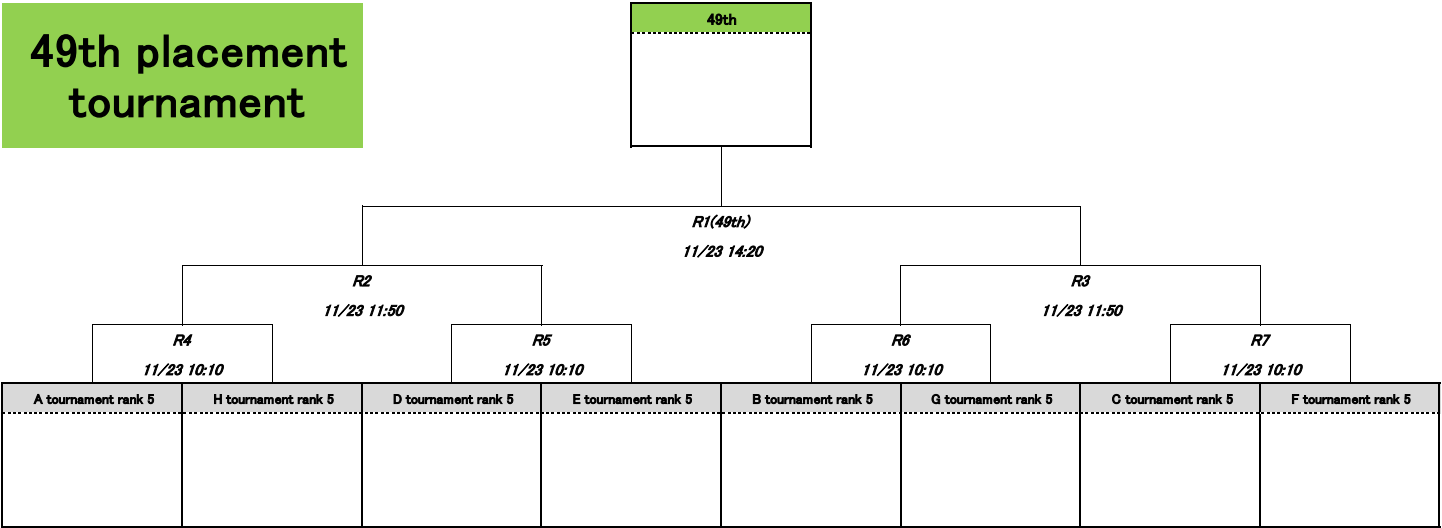 49th placement
tournament
49th
R1(49th)
11/23 14:20
R2
R3
11/23 11:50
11/23 11:50
R4
R5
R6
R7
11/23 10:10
11/23 10:10
11/23 10:10
11/23 10:10
A tournament rank 5
H tournament rank 5
D tournament rank 5
E tournament rank 5
B tournament rank 5
G tournament rank 5
C tournament rank 5
F tournament rank 5